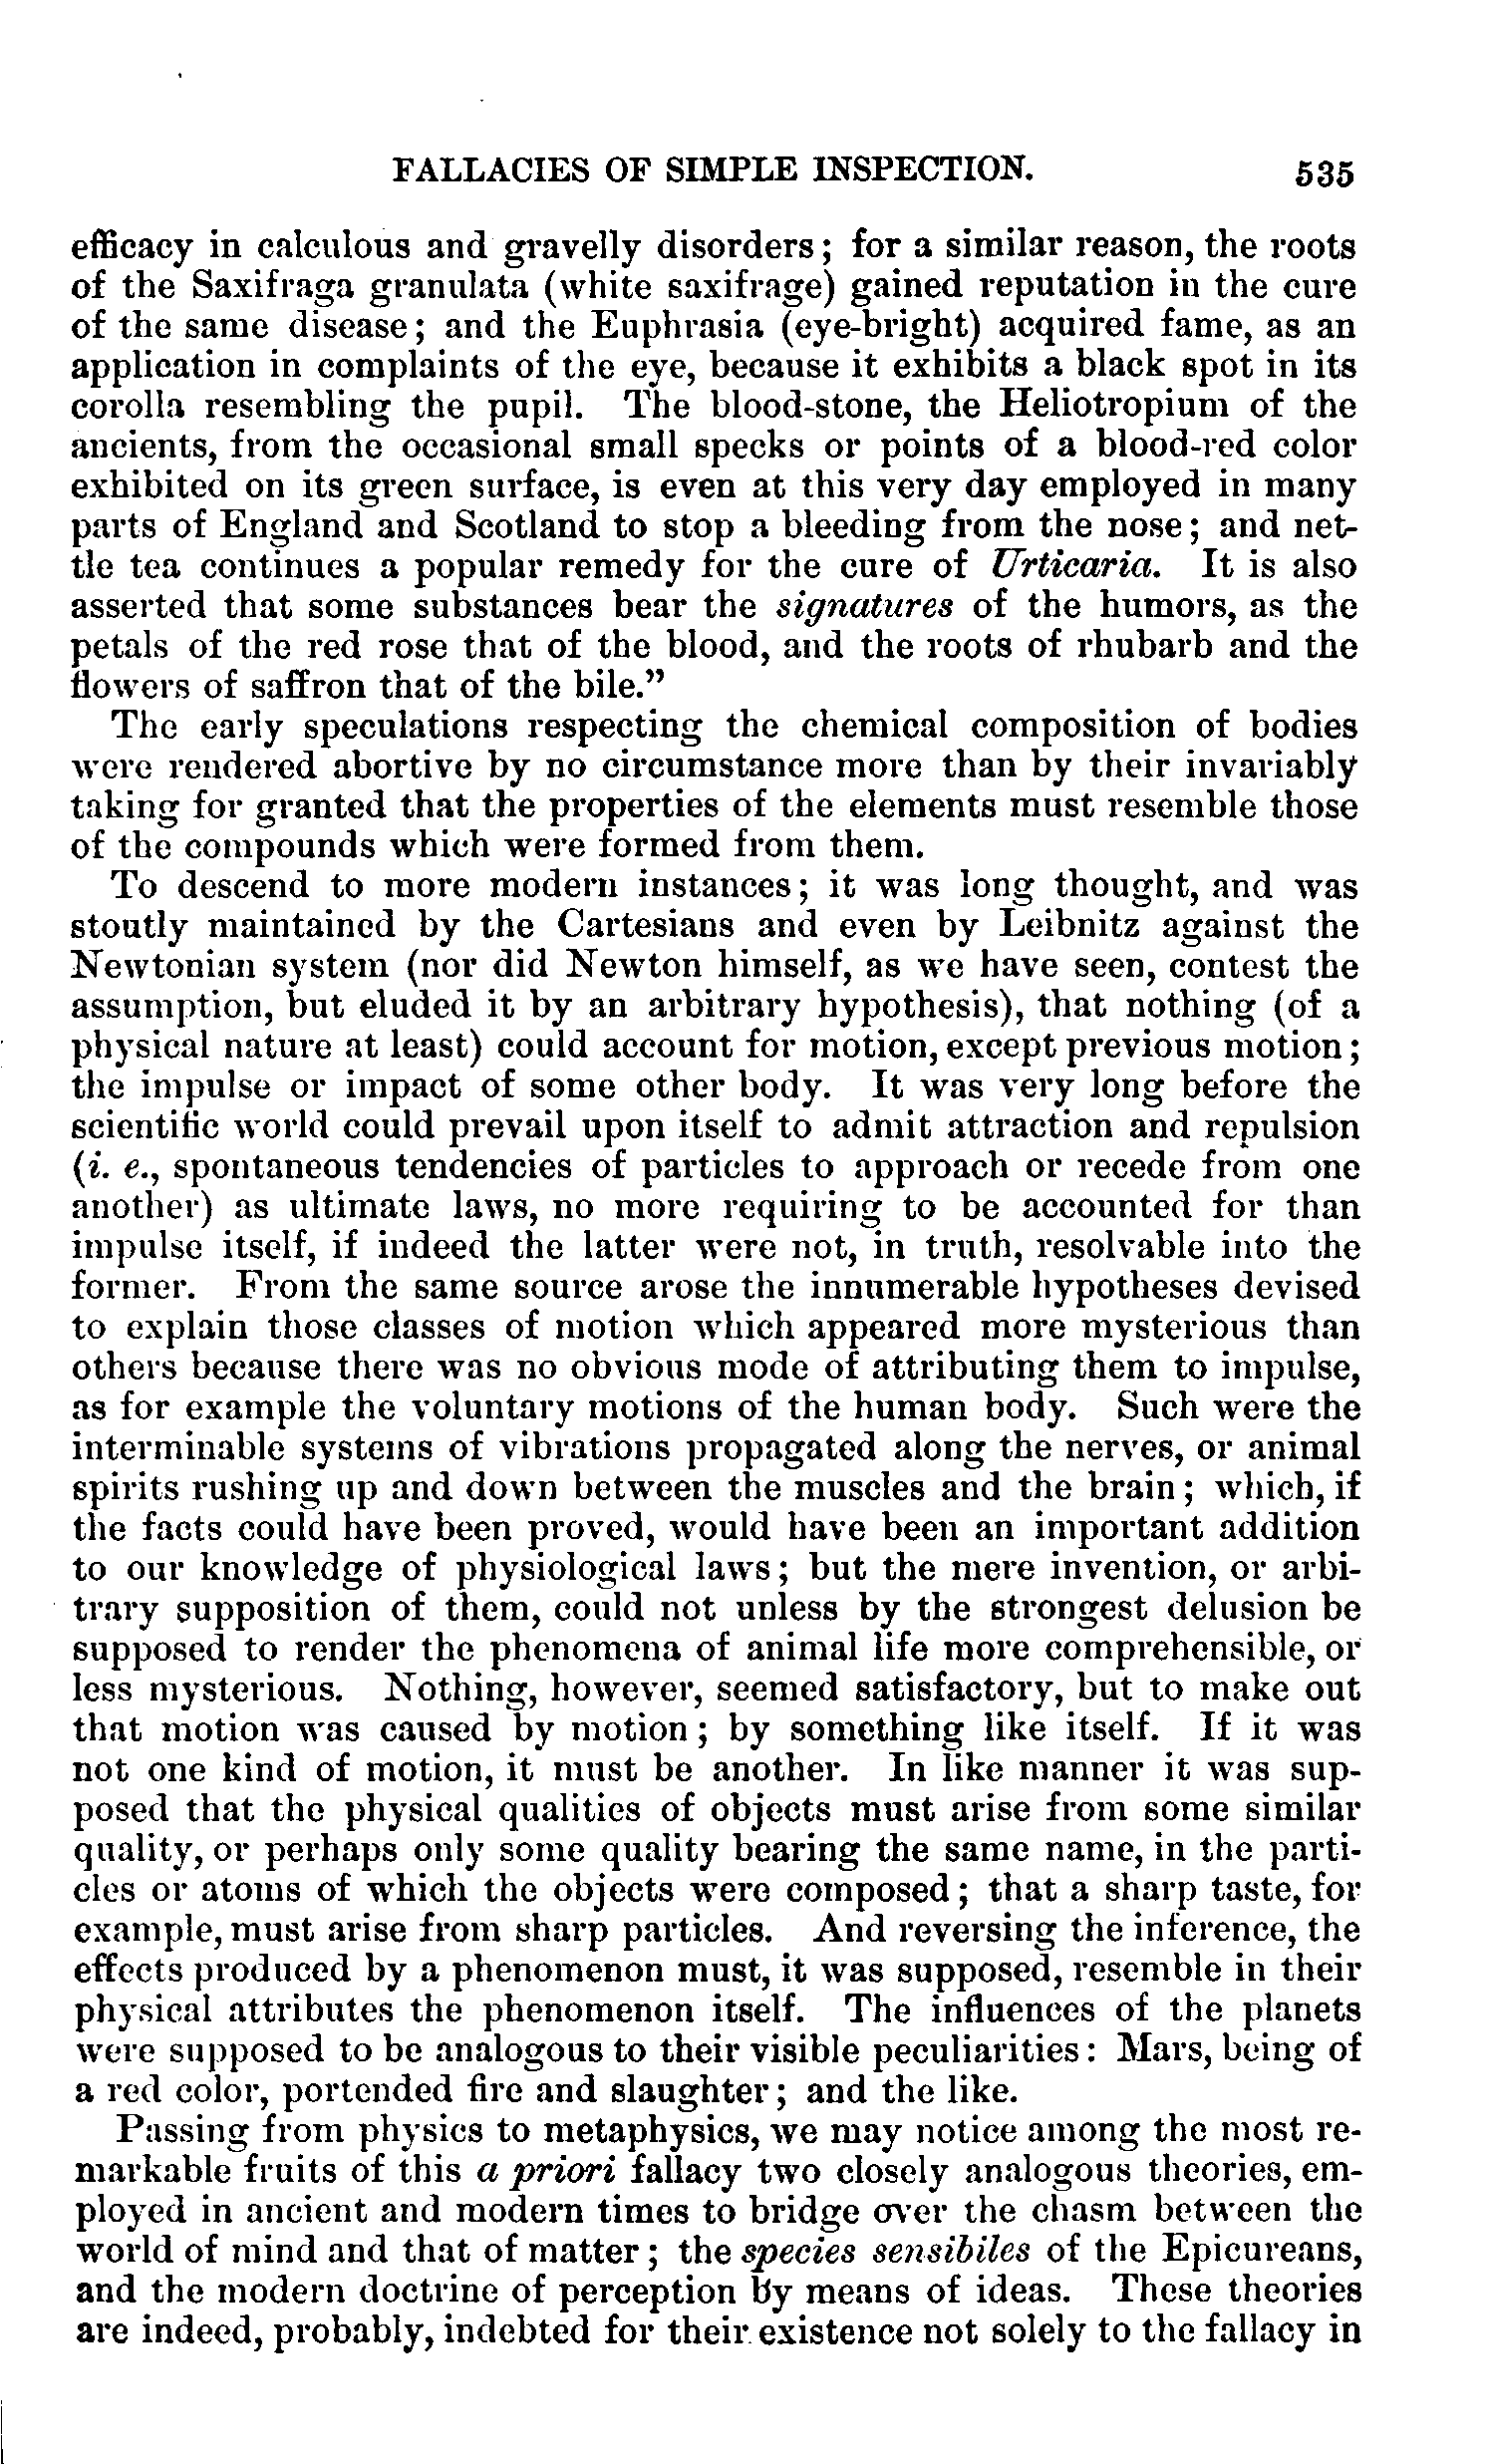 FALLACIES OF SIMPLE INSPECTION. 535
efficacy in calculous and gravelly disorders; for a similar reason, the roots
of the Saxifraga granulata (white saxifrage) gained reputation in the cure
of the same disease; and the Euphrasia (eye-bright) acquired fame, as an
application in complaints of the eye, because it exhibits a black spot in its
corolla resembling the pupil. The blood-stone, the Heliotropium of the
ancients, from the occasional small specks or points of a blood-red color
exhibited on its green surface, is even at this very day employed in many
parts of England and Scotland to stop a bleeding from the nose; and net-
tle tea continues a popular remedy for the cure of Urticaria. It is also
asserted that some substances bear the signatures of the humors, as the
petals of the red rose that of the blood, and the roots of rhubarb and the
flowers of saffron that of the bile.”
The early speculations respecting the chemical composition of bodies
were rendered abortive by no circumstance more than by their invariably
taking for granted that the properties of the elements must resemble those
of the compounds which were formed from them.
To descend to more modern instances; it was long thought, and was
stoutly maintained by the Cartesians and even by Leibnitz against the
Newtonian system (nor did Newton himself, as we have seen, contest the
assumption, but eluded it by an arbitrary hypothesis), that nothing (of a
physical nature at least) could account for motion, except previous motion;
the impulse or impact of some other body. It was very long before the
scientific world could prevail upon itself to admit attraction and repulsion
(i. e., spontaneous tendencies of particles to approach or recede from one
another) as ultimate laws, no more requiring to be accounted for than
impulse itself, if indeed the latter were not, in truth, resolvable into the
former. From the same source arose the innumerable hypotheses devised
to explain those classes of motion which appeared more mysterious than
others because there was no obvious mode of attributing them to impulse,
as for example the voluntary motions of the human body. Such were the
interminable systems of vibrations propagated along the nerves, or animal
spirits rushing up and down between the muscles and the brain; which, if
the facts could have been proved, would have been an important addition
to our knowledge of physiological laws; but the mere invention, or arbi-
trary supposition of them, could not unless by the strongest delusion be
supposed to render the phenomena of animal life more comprehensible, or
less mysterious. Nothing, however, seemed satisfactory, but to make out
that motion was caused by motion; by something like itself. If it was
not one kind of motion, it must be another. In like manner it was sup-
posed that the physical qualities of objects must arise from some similar
quality, or perhaps only some quality bearing the same name, in the parti-
cles or atoms of which the objects were composed; that a sharp taste, for
example, must arise from sharp particles. And reversing the inference, the
effects produced by a phenomenon must, it was supposed, resemble in their
physical attributes the phenomenon itself. The influences of the planets
were supposed to be analogous to their visible peculiarities: Mars, being of
a red color, portended fire and slaughter; and the like.
Passing from physics to metaphysics, we may notice among the most re-
markable fruits of this a priori fallacy two closely analogous theories, em-
ployed in ancient and modern times to bridge over the chasm between the
world of mind and that of matter; the species sensibiles of the Epicureans,
and the modern doctrine of perception by means of ideas. These theories
are indeed, probably, indebted for their existence not solely to the fallacy in